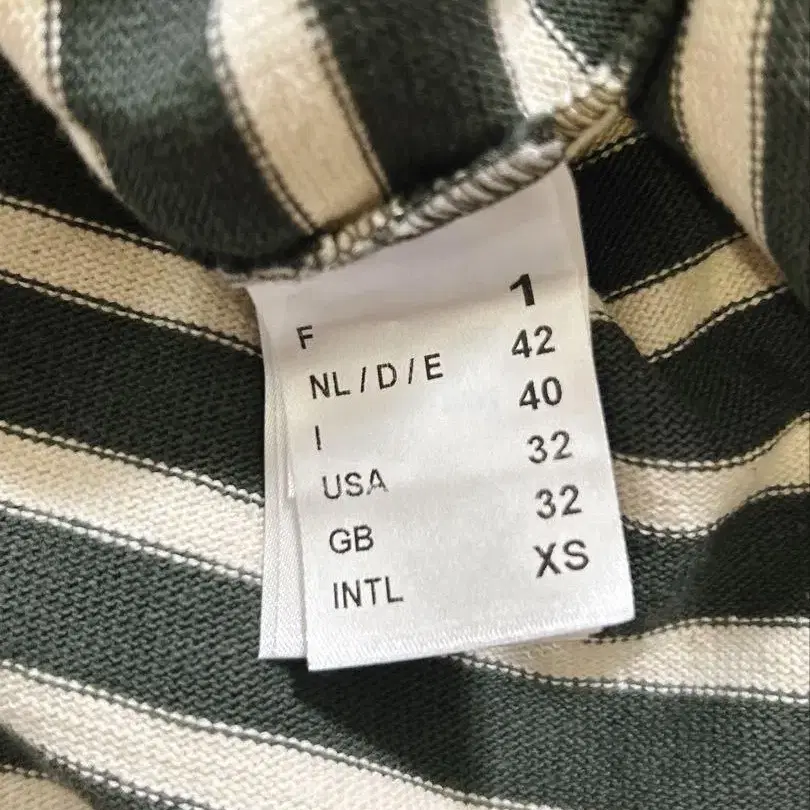 F 1
NL / D / E 42
I 40
USA 32
GB 32
INTL XS